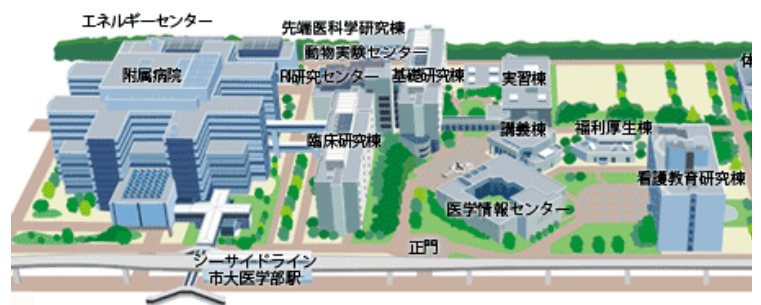 エネルギーセンター
先端医科学研究棟
動物実験センター
附属病院
RI研究センター
基礎研究棟
実習棟
体
臨床研究棟
講義棟
福利厚生棟
看護教育研究棟
医学情報センター
正門
シーサイドライン
市大医学部駅